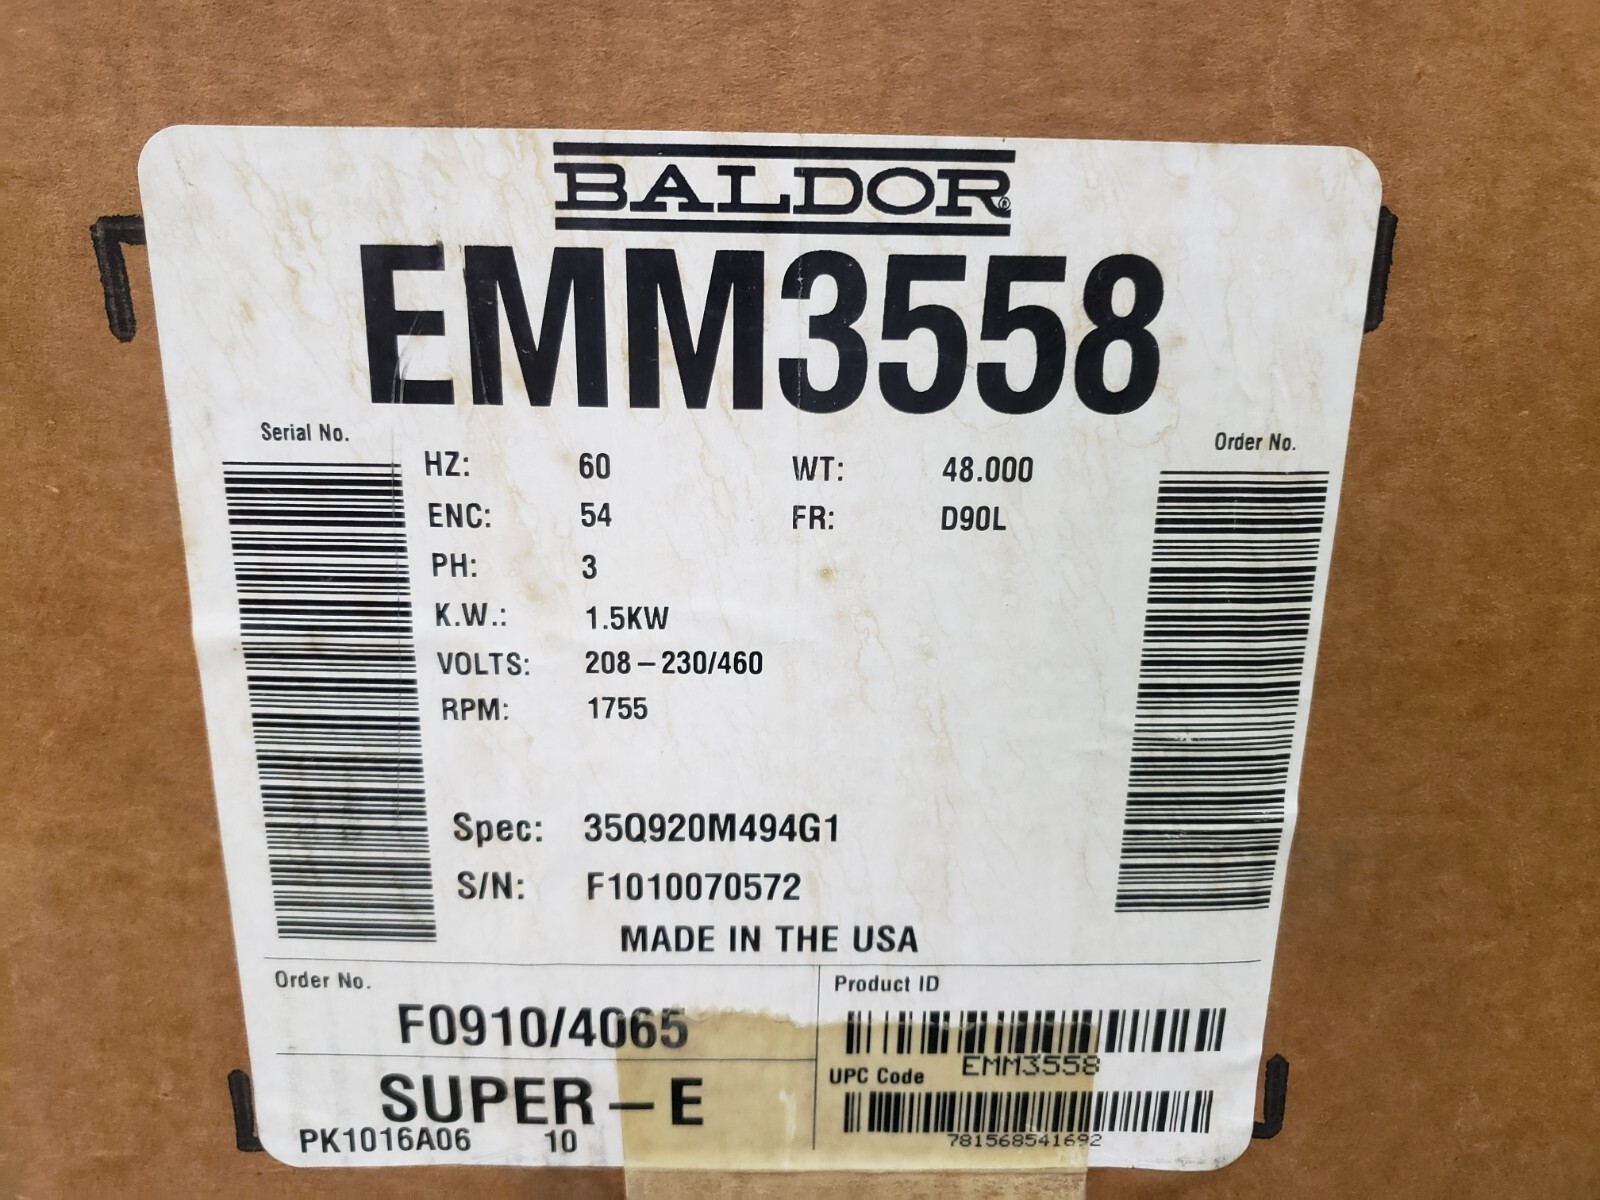 BALDOR®
EMM3558
Serial No.
Order No.
HZ: 60 WT: 48.000
ENC: 54 FR: D90L
PH: 3
K.W.: 1.5KW
VOLTS: 208-230/460
RPM: 1755
Spec: 35Q920M494G1
S/N: F1010070572
MADE IN THE USA
Order No.
F0910/4065
Product ID
EMM3558
SUPER-E
UPC Code
781568541692
PK1016A06 10